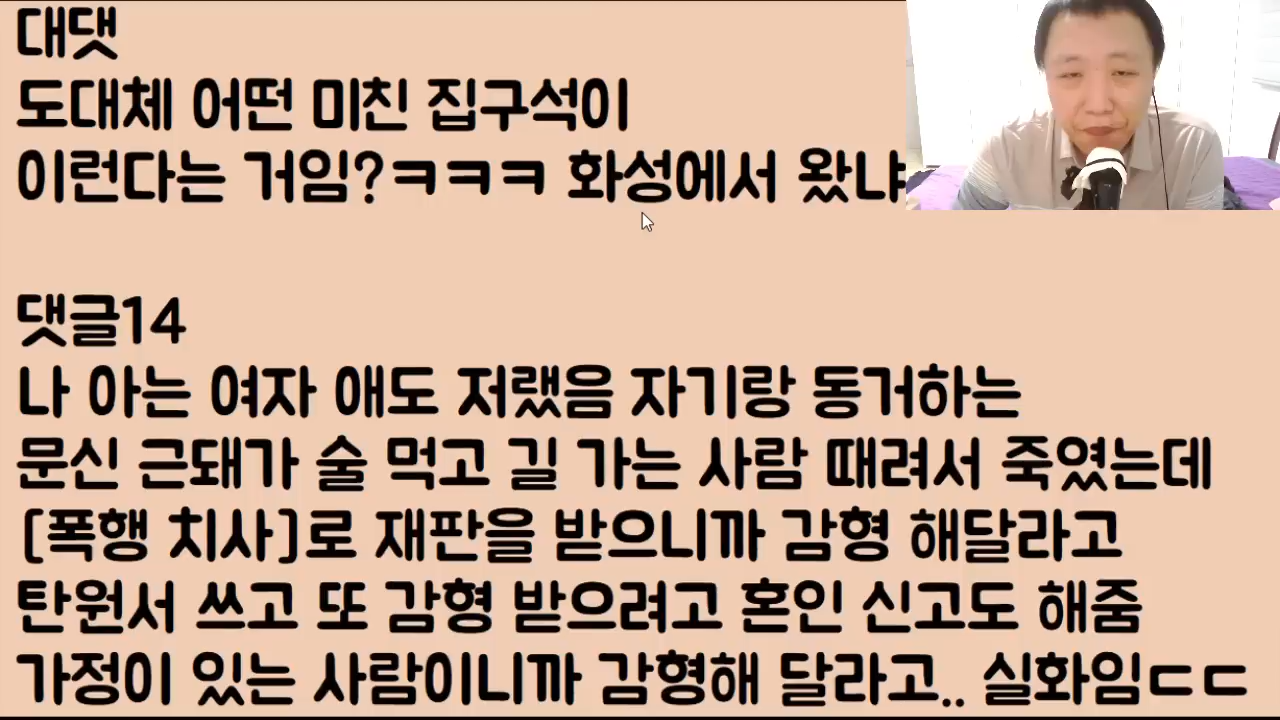 대댓
도대체 어떤 미친 집구석이
이런다는 거임?ㅋㅋㅋ 화성에서 왔냐
댓글14
나 아는 여자 애도 저랬음 자기랑 동거하는
문신 근돼가 술 먹고 길 가는 사람 때려서 죽였는데
[폭행 치사]로 재판을 받으니까 감형 해달라고
탄원서 쓰고 또 감형 받으려고 혼인 신고도 해줌
가정이 있는 사람이니까 감형해 달라고.. 실화임ㄷㄷ